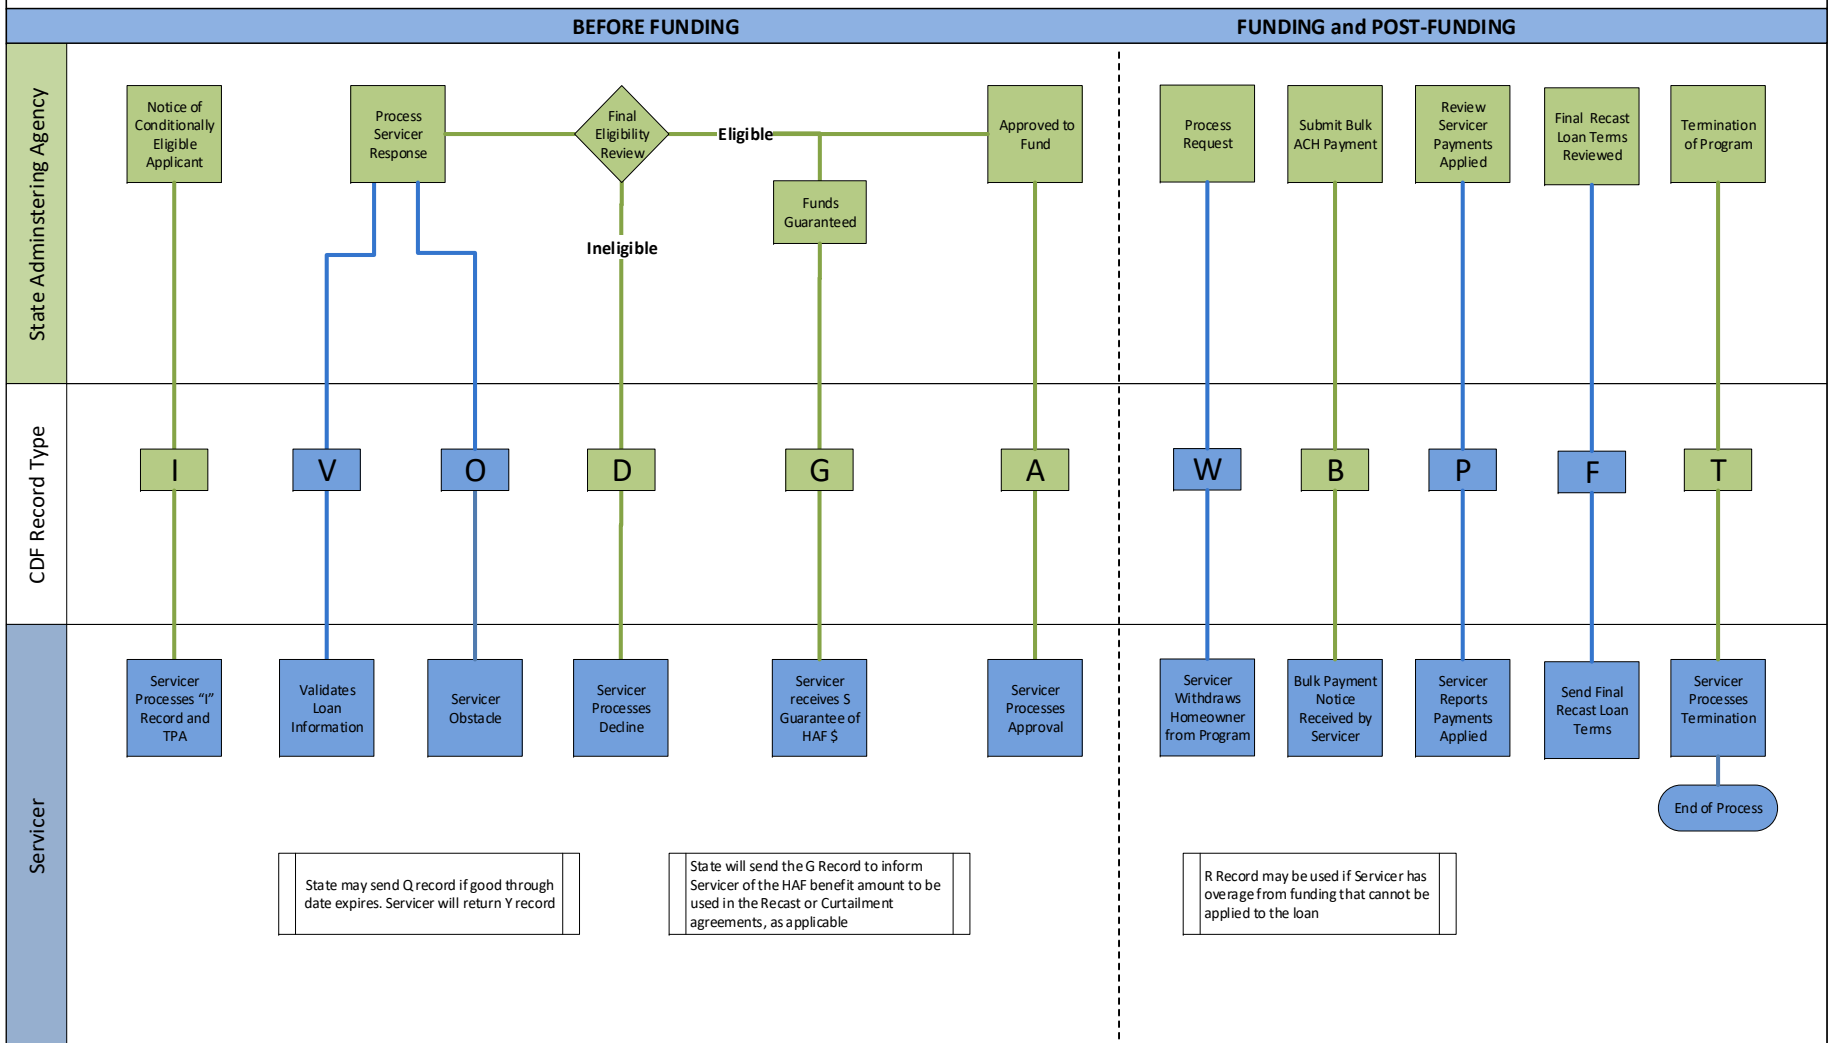 BEFORE FUNDING
FUNDING and POST-FUNDING
State Adminstering Agency
Notice of
Conditionally
Eligible
Applicant
Process
Servicer
Response
Final
Eligibility
Review
Eligible
Ineligible
Funds
Guaranteed
Approved to
Fund
Process
Request
Submit Bulk
ACH Payment
Review
Servicer
Payments
Applied
Final Recast
Loan Terms
Reviewed
Termination
of Program
CDF Record Type
I
V
O
D
G
A
W
B
P
F
T
Servicer
Servicer
Processes “I”
Record and
TPA
Validates
Loan
Information
Servicer
Obstacle
Servicer
Processes
Decline
Servicer
receives S
Guarantee of
HAF $
Servicer
Processes
Approval
Servicer
Withdraws
Homeowner
from Program
Bulk Payment
Notice
Received by
Servicer
Servicer
Reports
Payments
Applied
Send Final
Recast Loan
Terms
Servicer
Processes
Termination
End of Process
State may send Q record if good through
date expires. Servicer will return Y record
State will send the G Record to inform
Servicer of the HAF benefit amount to be
used in the Recast or Curtailment
agreements, as applicable
R Record may be used if Servicer has
overage from funding that cannot be
applied to the loan